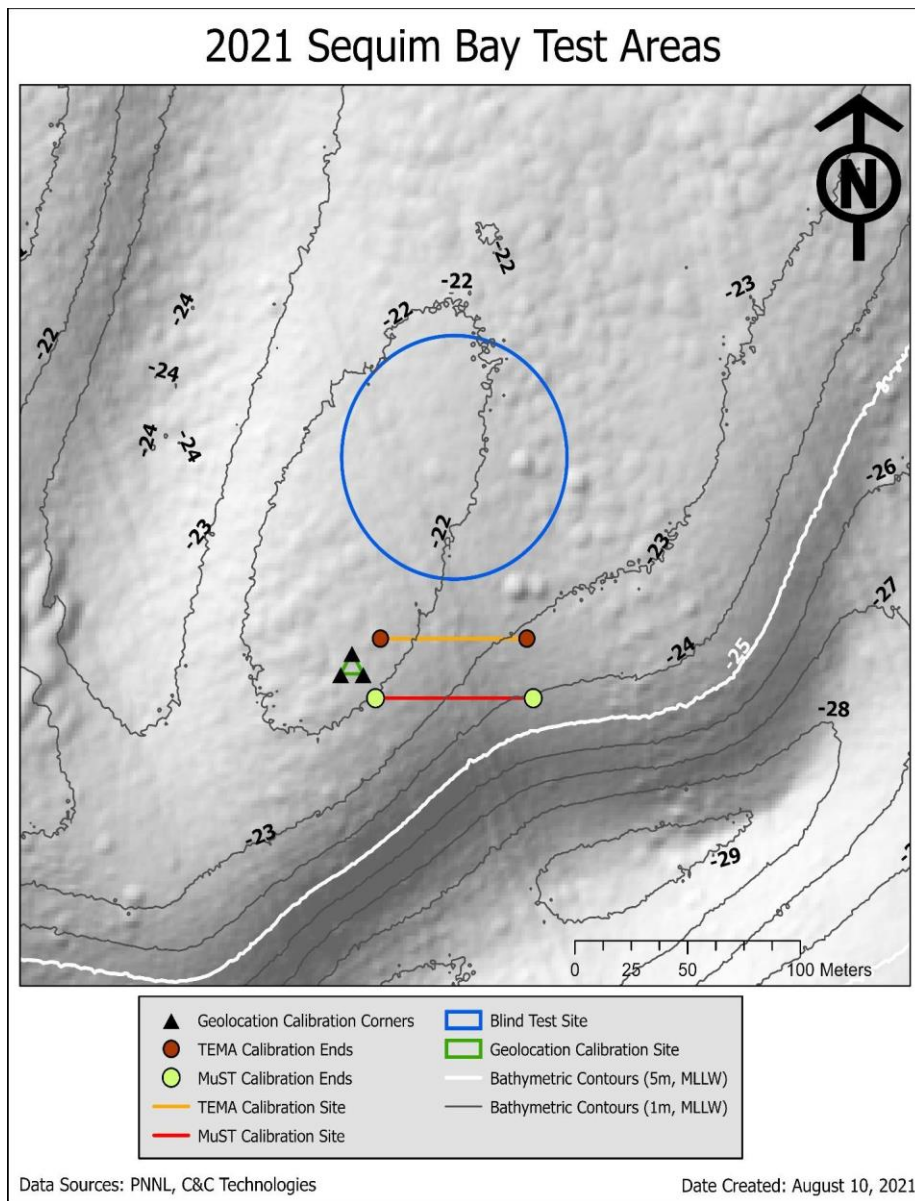 2021 Sequim Bay Test Areas
N
-22
-22
-22
-23
-24
-22
-24
-24
-24
-26
-23
-22
-23
-27
-24
-25
-28
-23
-29
0 25 50 100 Meters
Geolocation Calibration Corners
TEMA Calibration Ends
MuST Calibration Ends
TEMA Calibration Site
MuST Calibration Site
Blind Test Site
Geolocation Calibration Site
Bathymetric Contours (5m, MLLW)
Bathymetric Contours (1m, MLLW)
Data Sources: PNNL, C&C Technologies
Date Created: August 10, 2021